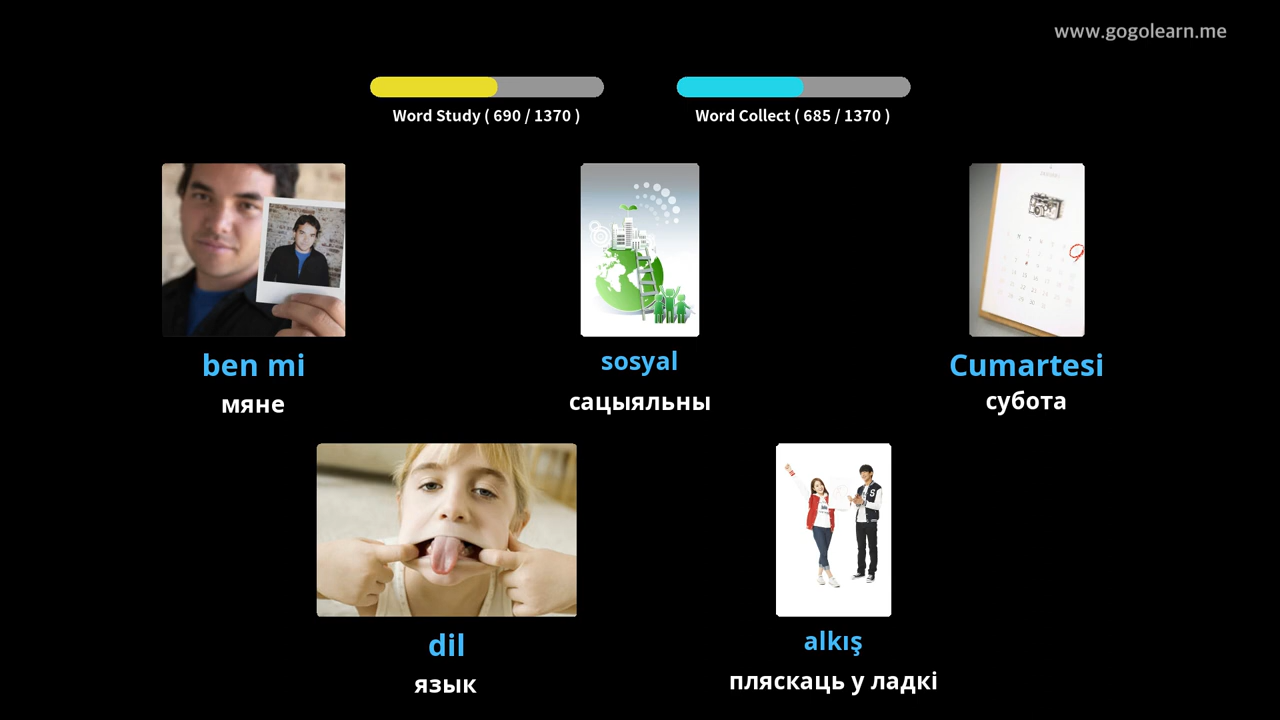 www.gogolearn.me
Word Study ( 690 / 1370 )
Word Collect ( 685 / 1370 )
ben mi
мяне
sosyal
сацыяльны
Cumartesi
субота
dil
язык
alkış
пляскаць у ладкі